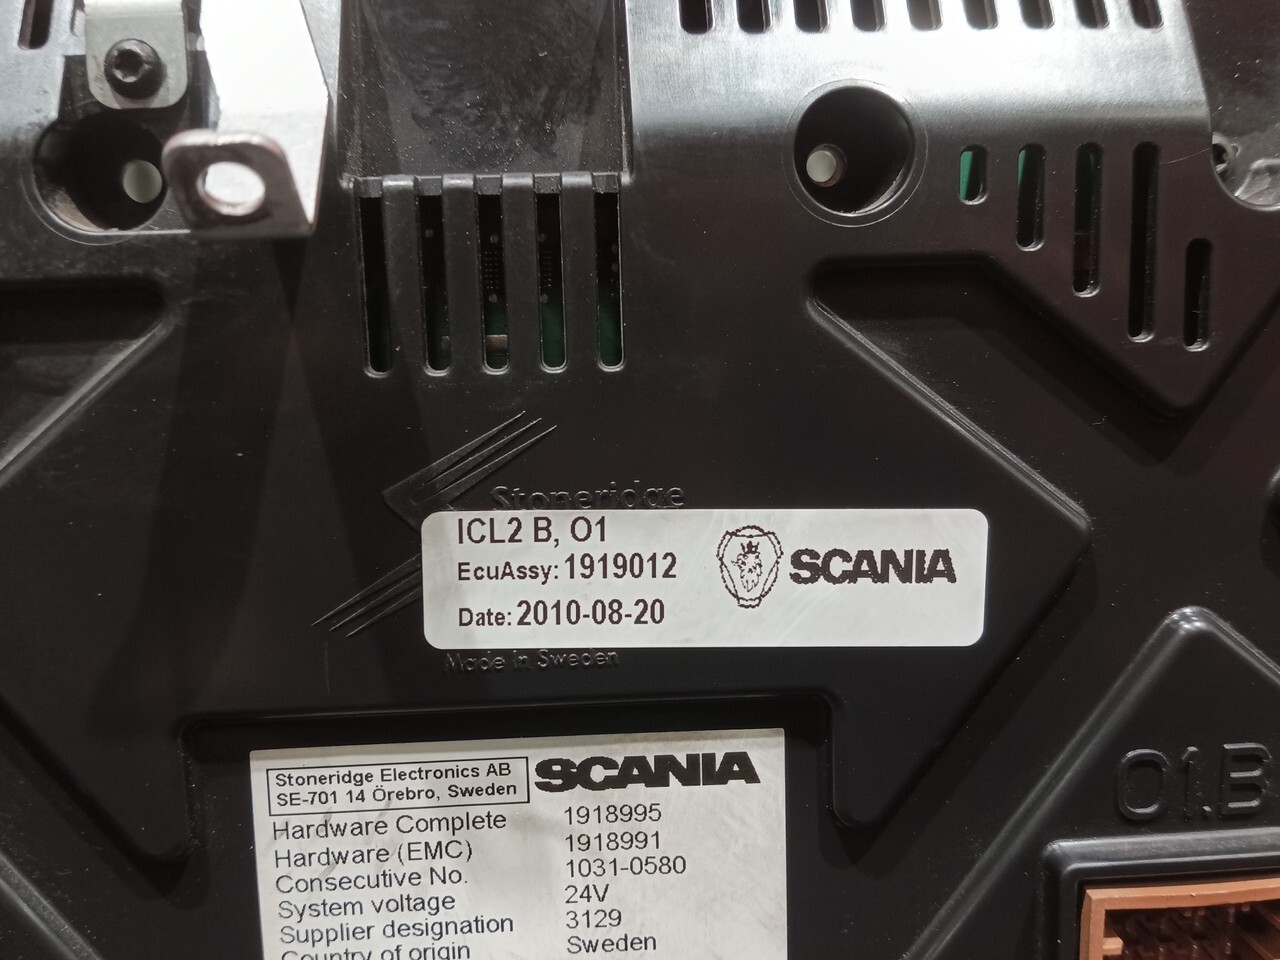 Stoneridge
ICL2 B, O1
EcuAssy: 1919012
Date: 2010-08-20
SCANIA
Made in Sweden
Stoneridge Electronics AB
SE-701 14 Örebro, Sweden
SCANIA
Hardware Complete 1918995
Hardware (EMC) 1918991
Consecutive No. 1031-0580
System voltage 24V
Supplier designation 3129
Country of origin Sweden
O1.B